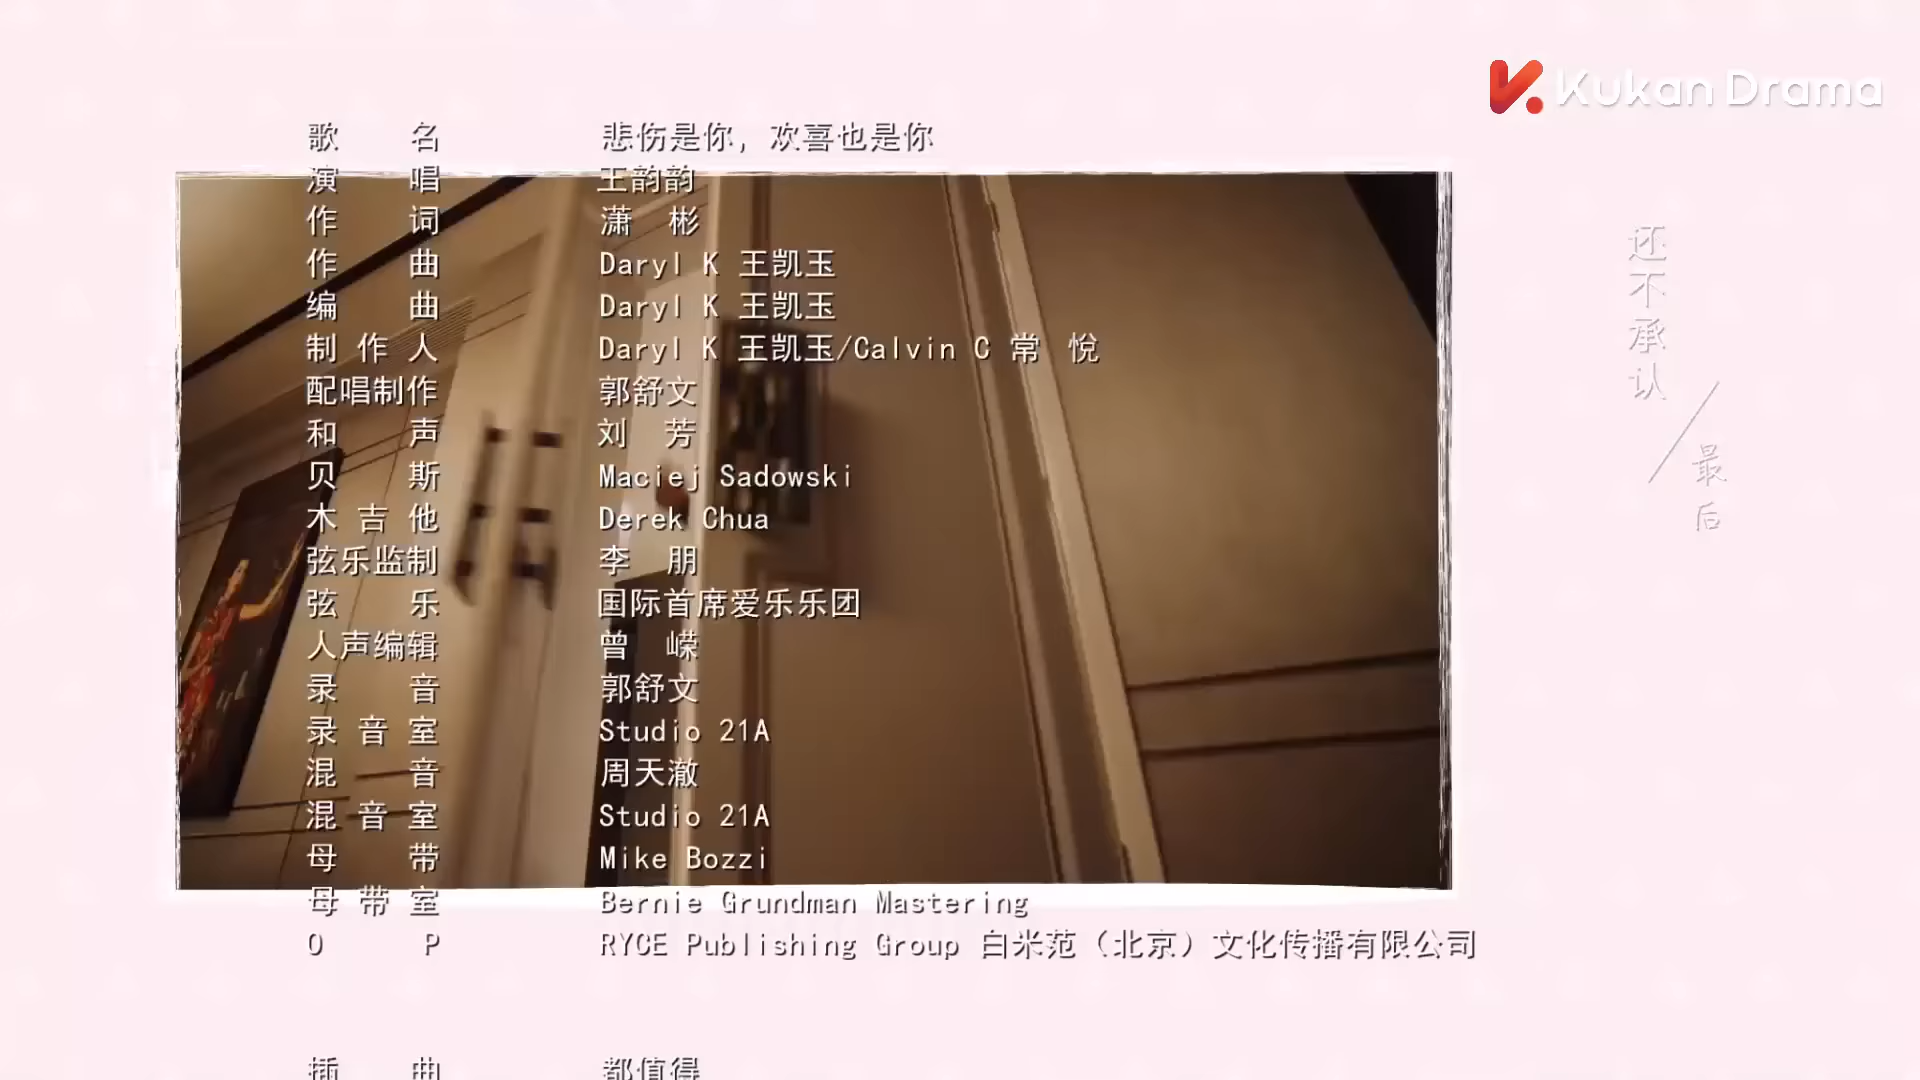 Kukan Drama
歌名 悲伤是你，欢喜也是你
演唱 王韵韵
作词 潇彬
作曲 Daryl K 王凯玉
编曲 Daryl K 王凯玉
制作人 Daryl K 王凯玉/Calvin C 常悦
配唱制作 郭舒文
和声 刘芳
贝斯 Maciej Sadowski
木吉他 Derek Chua
弦乐监制 李朋
弦乐 国际首席爱乐乐团
人声编辑 曾嵘
录音 郭舒文
录音室 Studio 21A
混音 周天澈
混音室 Studio 21A
母带 Mike Bozzi
母带室 Bernie Grundman Mastering
OP RYCE Publishing Group 白米范（北京）文化传播有限公司
插曲 都值得
还不承认
最后